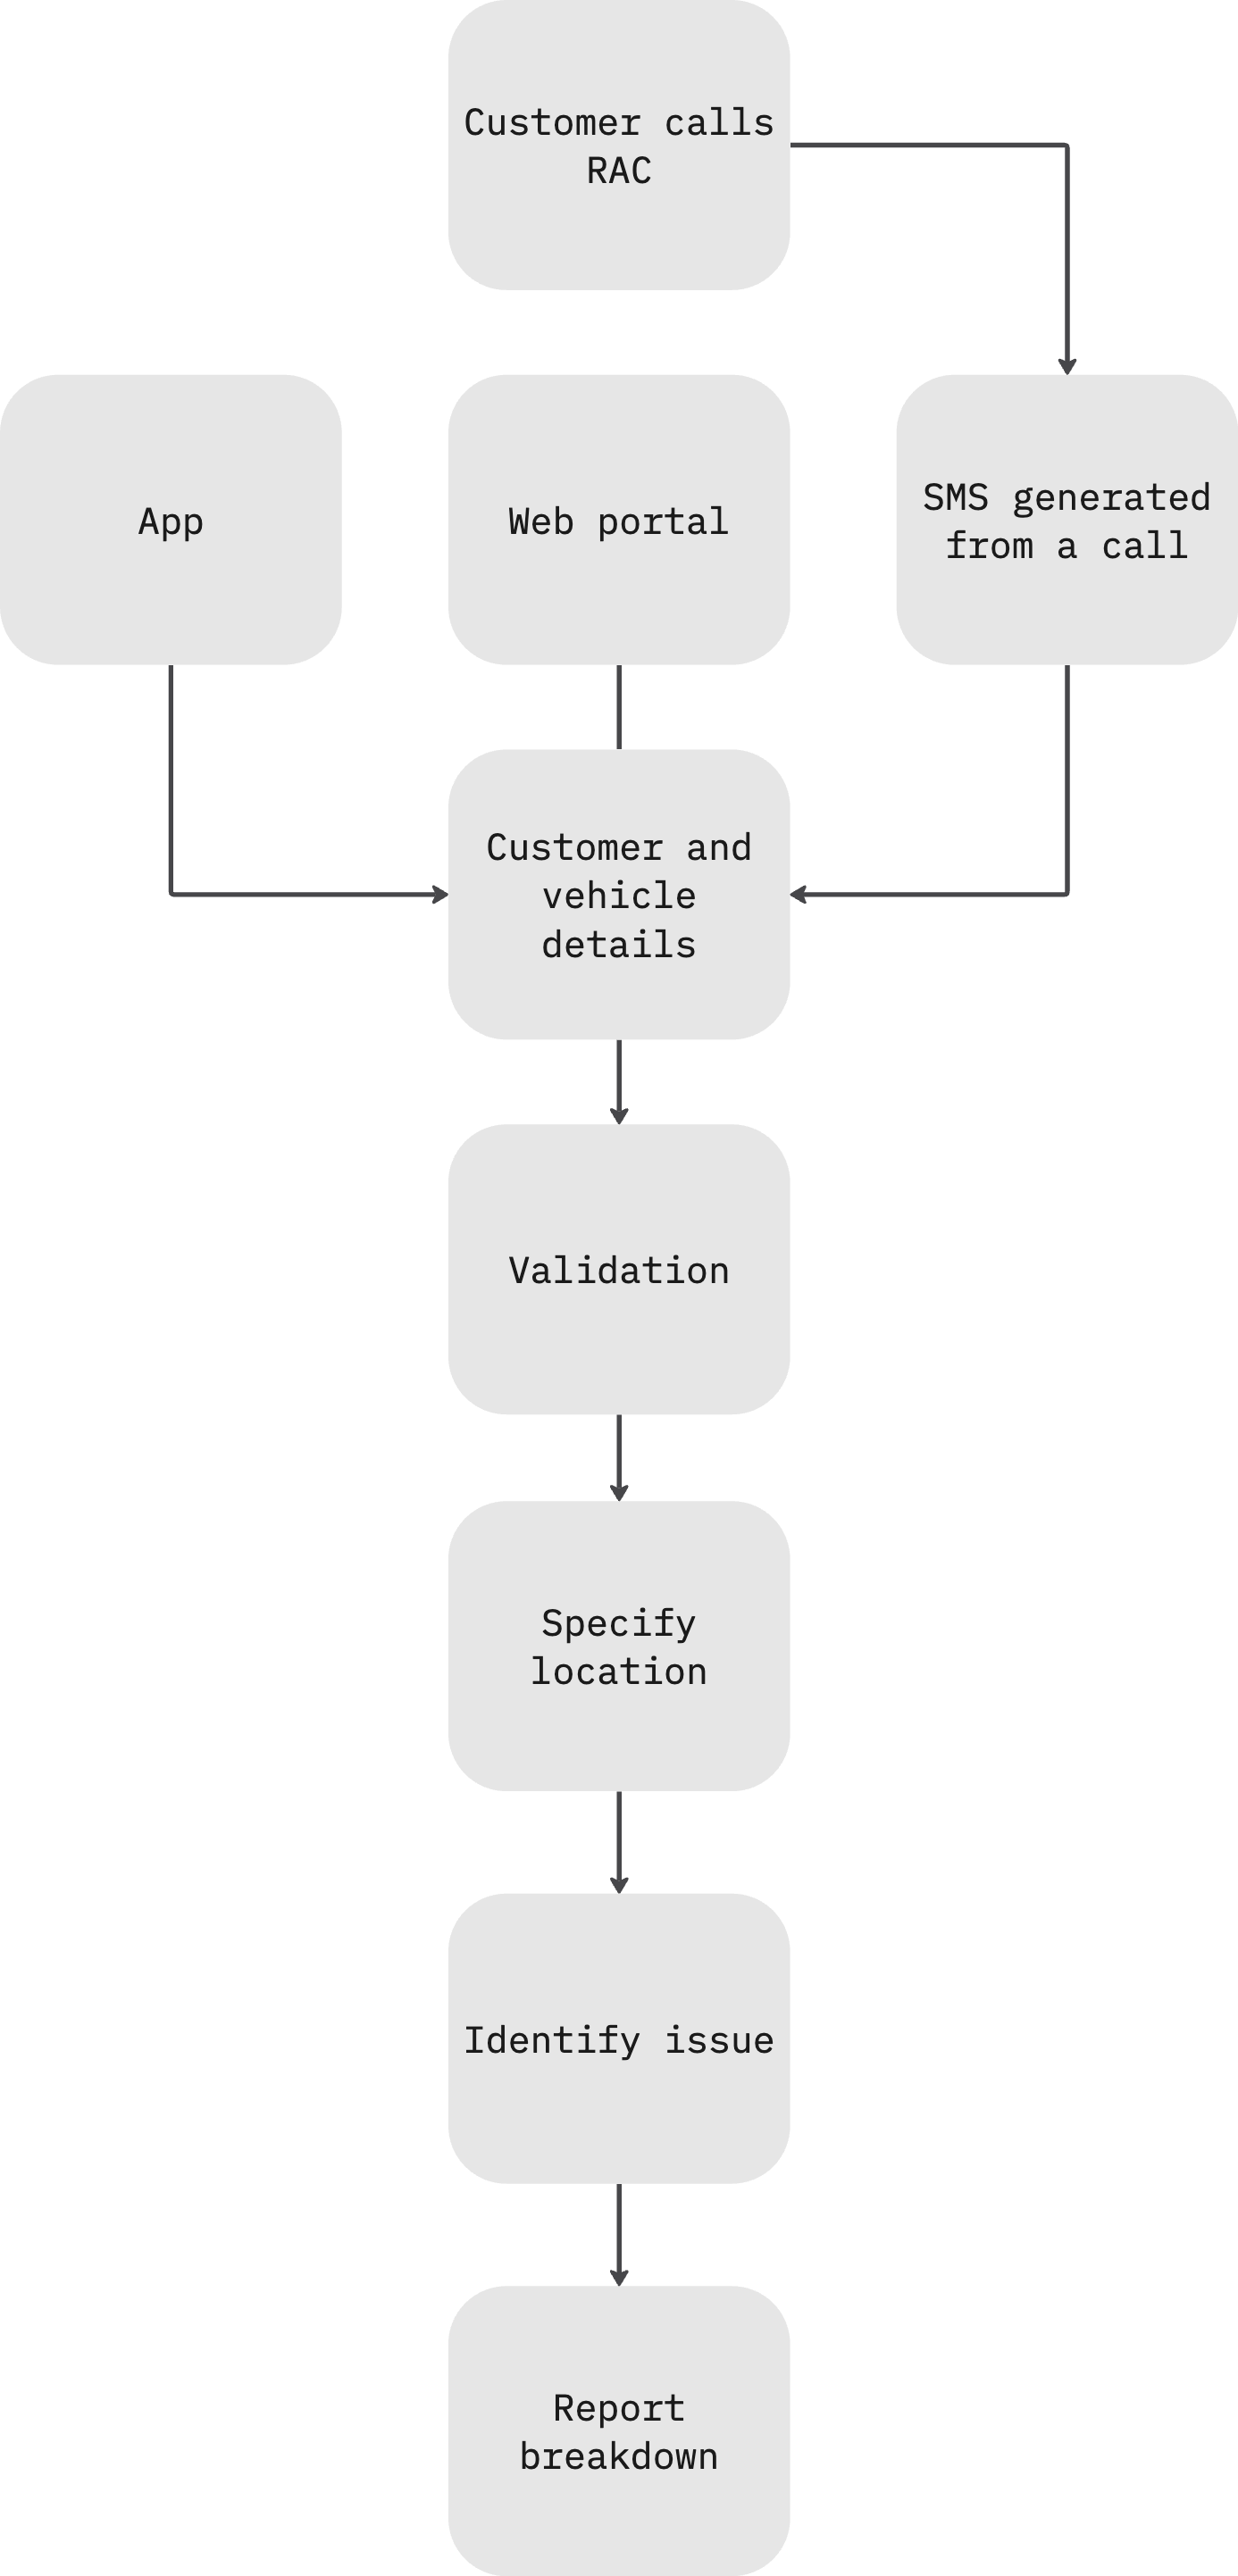 Customer calls
RAC
App
Web portal
SMS generated
from a call
Customer and
vehicle
details
Validation
Specify
location
Identify issue
Report
breakdown